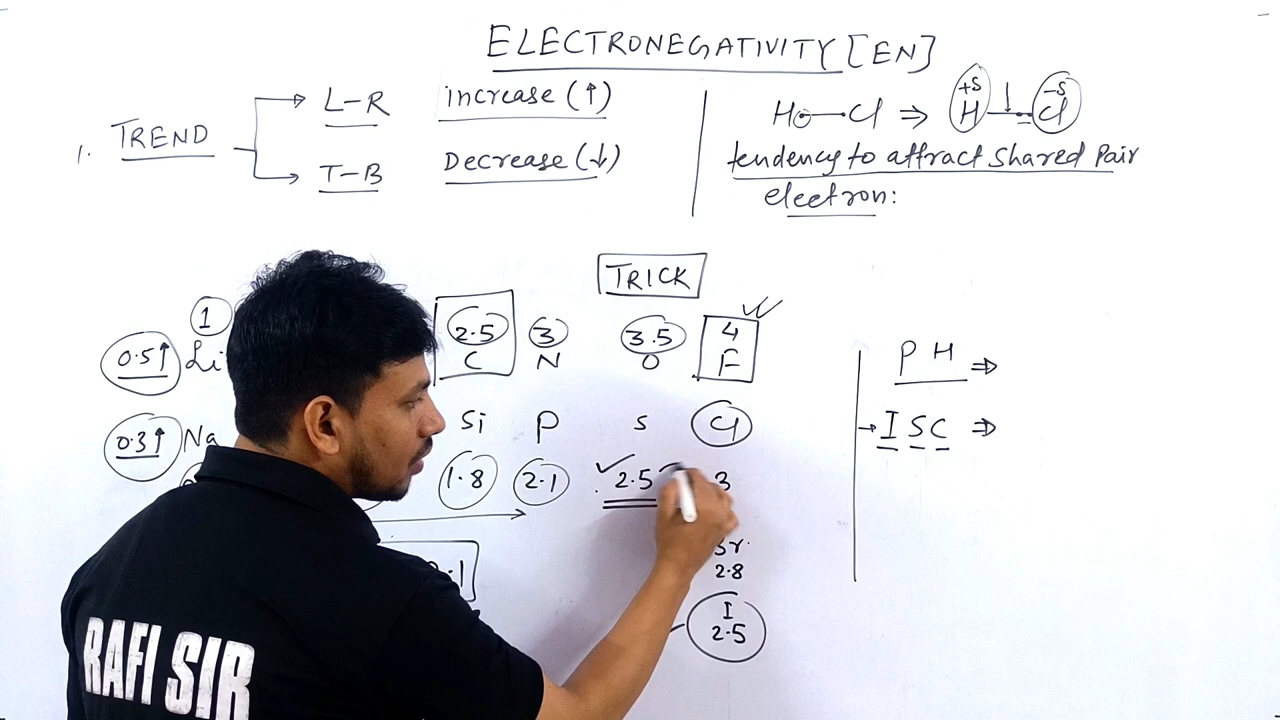 ELECTRONEGATIVITY [EN]
1. TREND
L-R increase (↑)
T-B Decrease (↓)
H—Cl ⇒ +δ H — -δ Cl
tendency to attract shared pair
electron:
TRICK
1
0.5↑ Li
2.5 C
3 N
3.5 O
4 F
0.3↑ Na
Si P S Cl
1.8 2.1 2.5 3
Br
2.8
I
2.5
PH ⇒
→ ISC ⇒
RAFI SIR